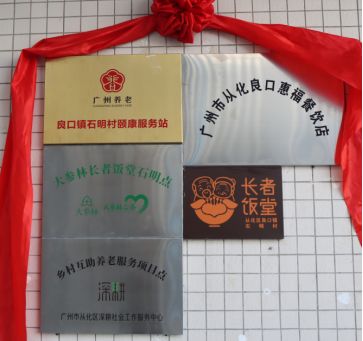 广州养老
良口镇石明村颐康服务站
广州市从化良口惠福餐饮店
大参林长者饭堂石明点
大参林
长者
饭堂
从化区良口镇
石明村
乡村互助养老服务项目点
深耕
广州市从化区深耕社会工作服务中心